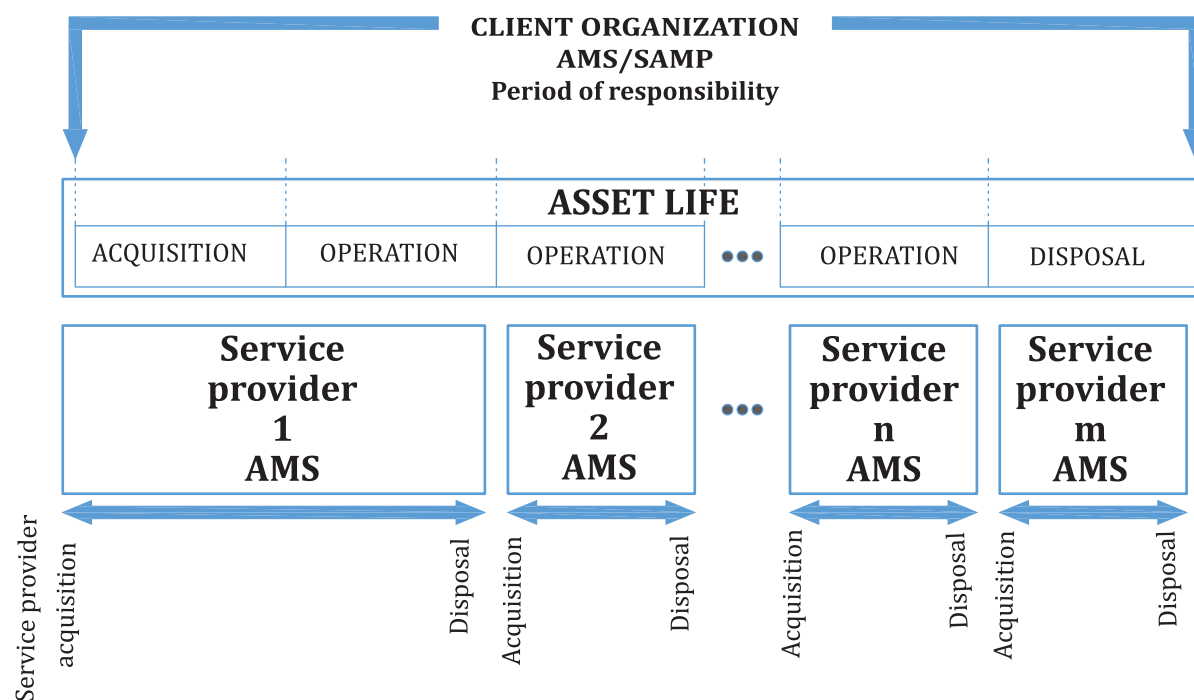 CLIENT ORGANIZATION
AMS/SAMP
Period of responsibility
ASSET LIFE
ACQUISITION
OPERATION
OPERATION
•••
OPERATION
DISPOSAL
Service
provider
1
AMS
Service
provider
2
AMS
•••
Service
provider
n
AMS
Service
provider
m
AMS
Service provider
acquisition
Disposal
Acquisition
Disposal
Acquisition
Disposal
Acquisition
Disposal